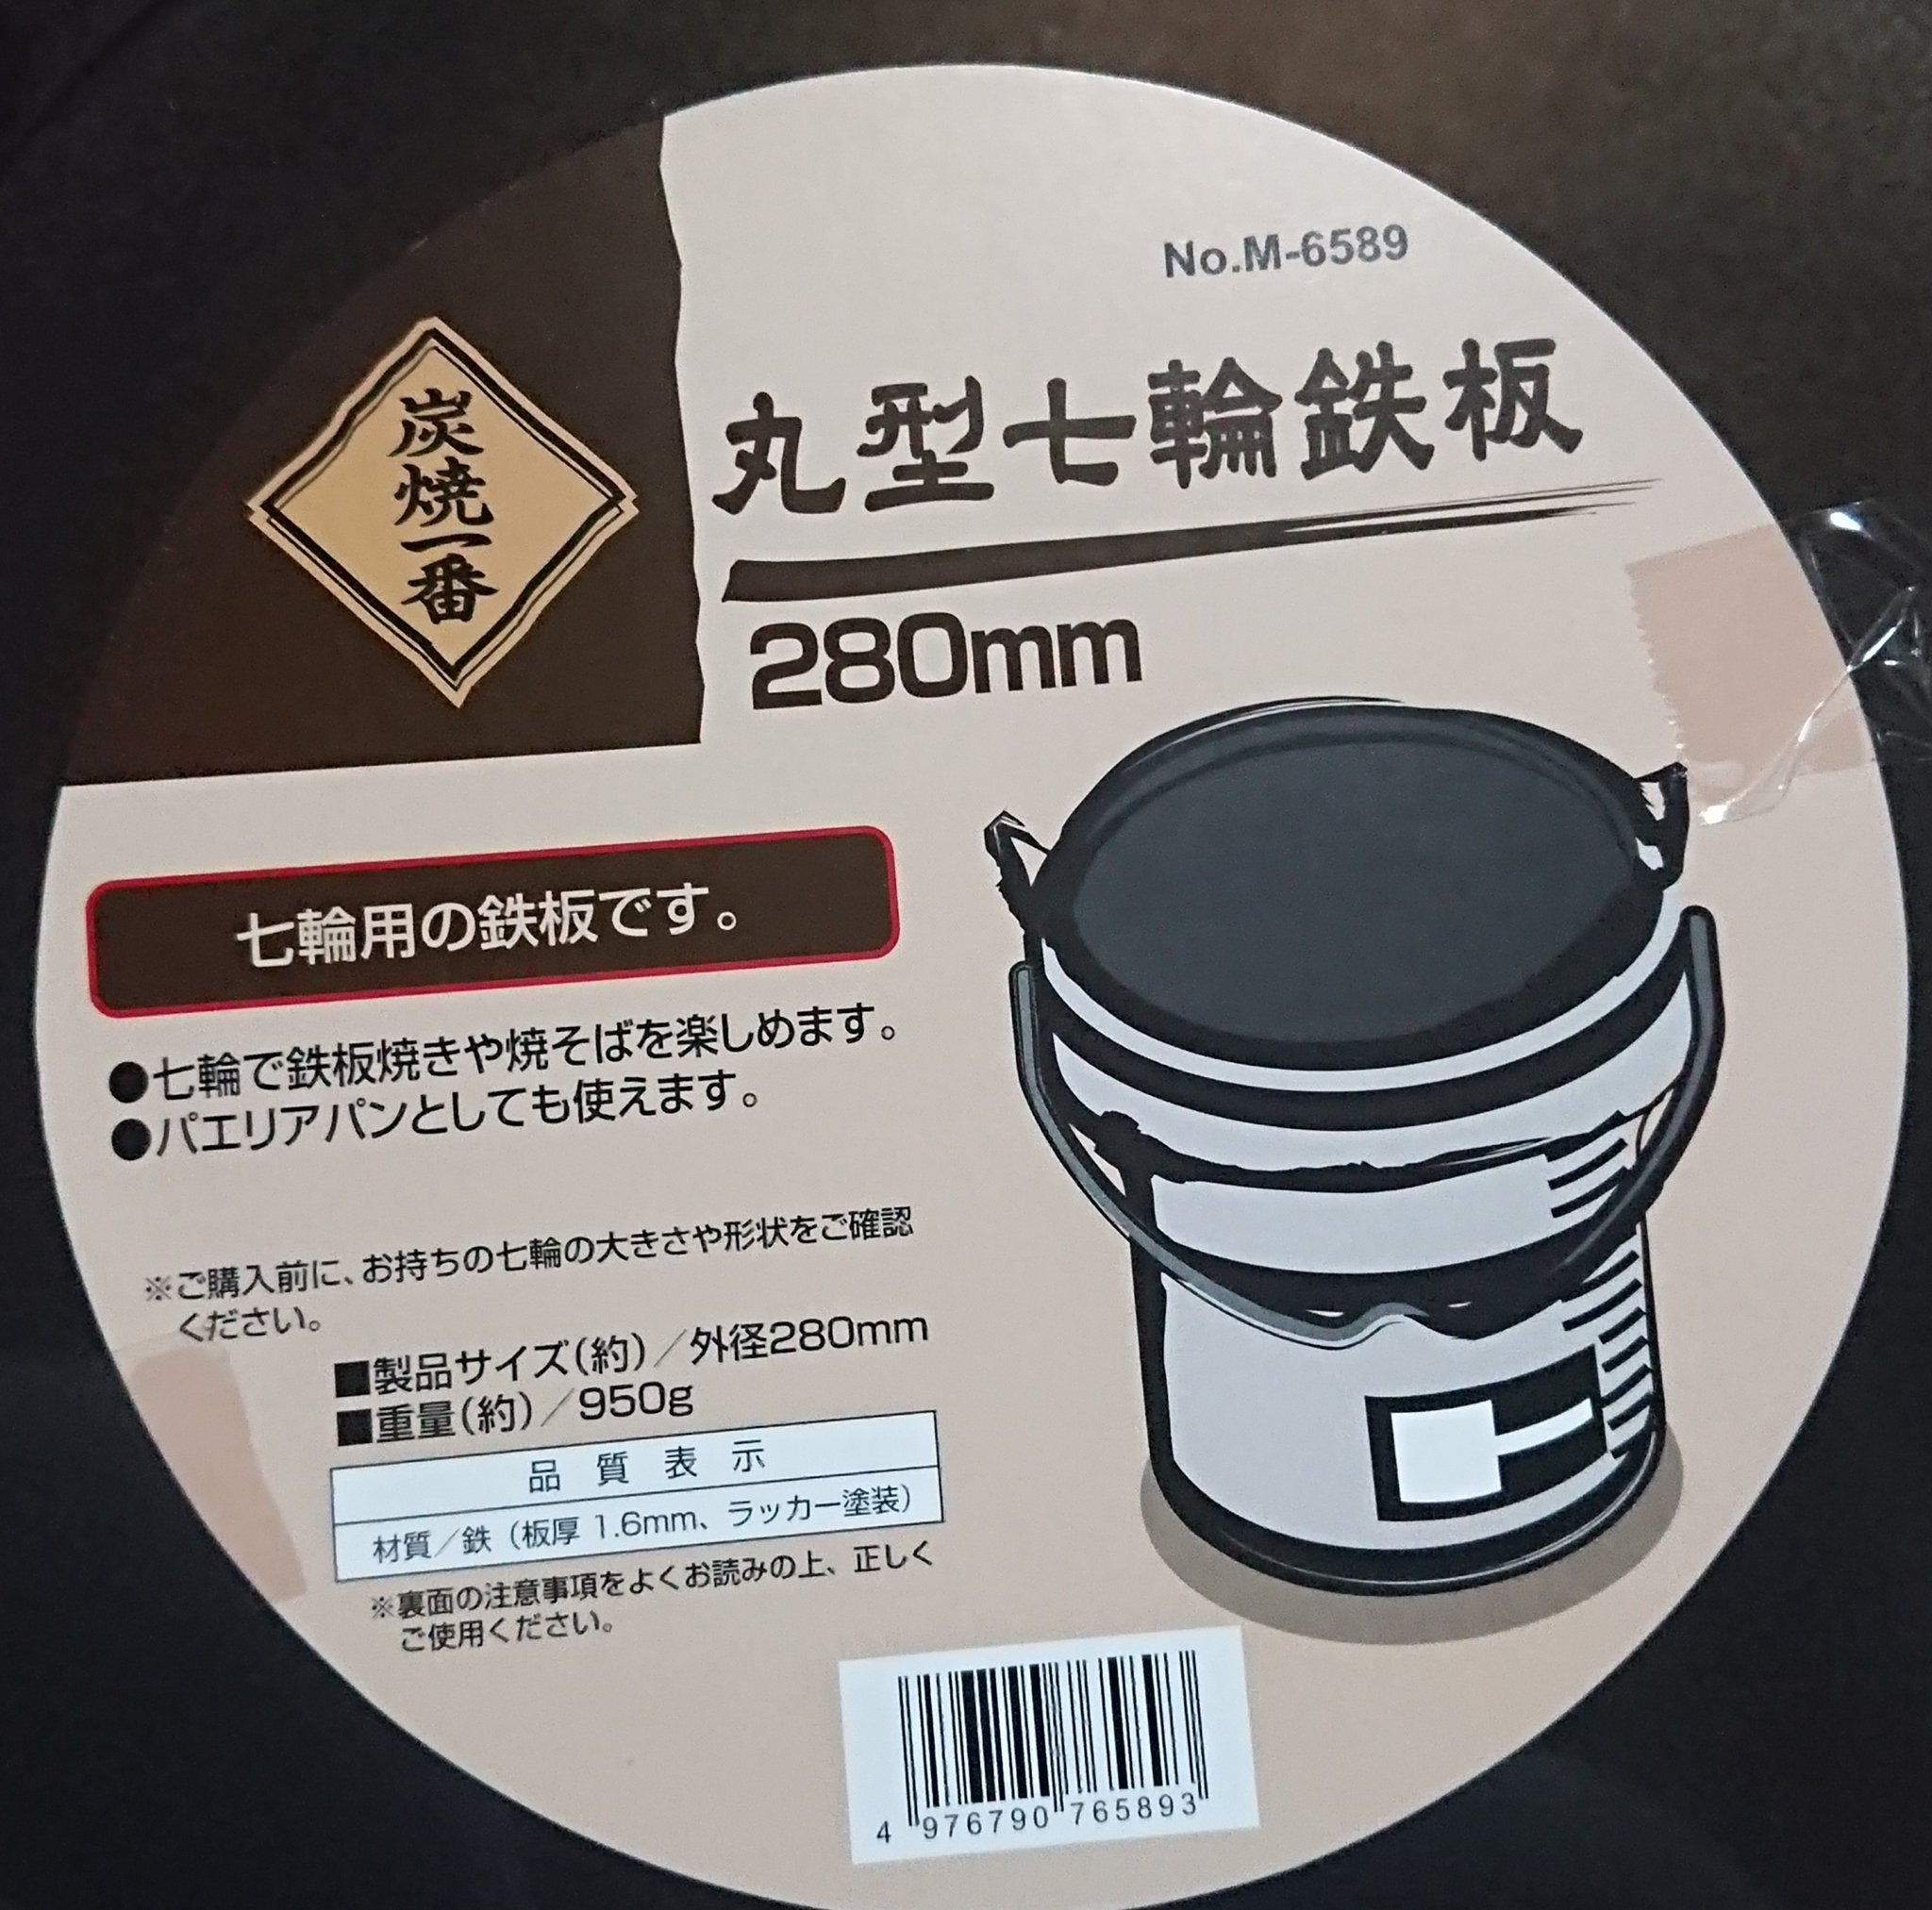 No.M-6589
炭焼一番
丸型七輪鉄板
280mm
七輪用の鉄板です。
●七輪で鉄板焼きや焼そばを楽しめます。
●パエリアパンとしても使えます。
※ご購入前に、お持ちの七輪の大きさや形状をご確認
ください。
■製品サイズ(約)／外径280mm
■重量(約)／950g
品質表示
材質／鉄（板厚 1.6mm、ラッカー塗装）
※裏面の注意事項をよくお読みの上、正しく
ご使用ください。
4 976790 765893